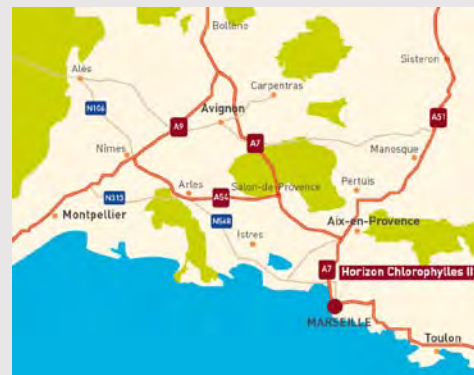 Bollène
Alès
Sisteron
Carpentras
N106
A9
Avignon
A51
A7
Nîmes
Manosque
Arles
A54
Salon-de-Provence
Pertuis
N313
Montpellier
N568
Istres
Aix-en-Provence
A7
Horizon Chlorophylles II
MARSEILLE
Toulon